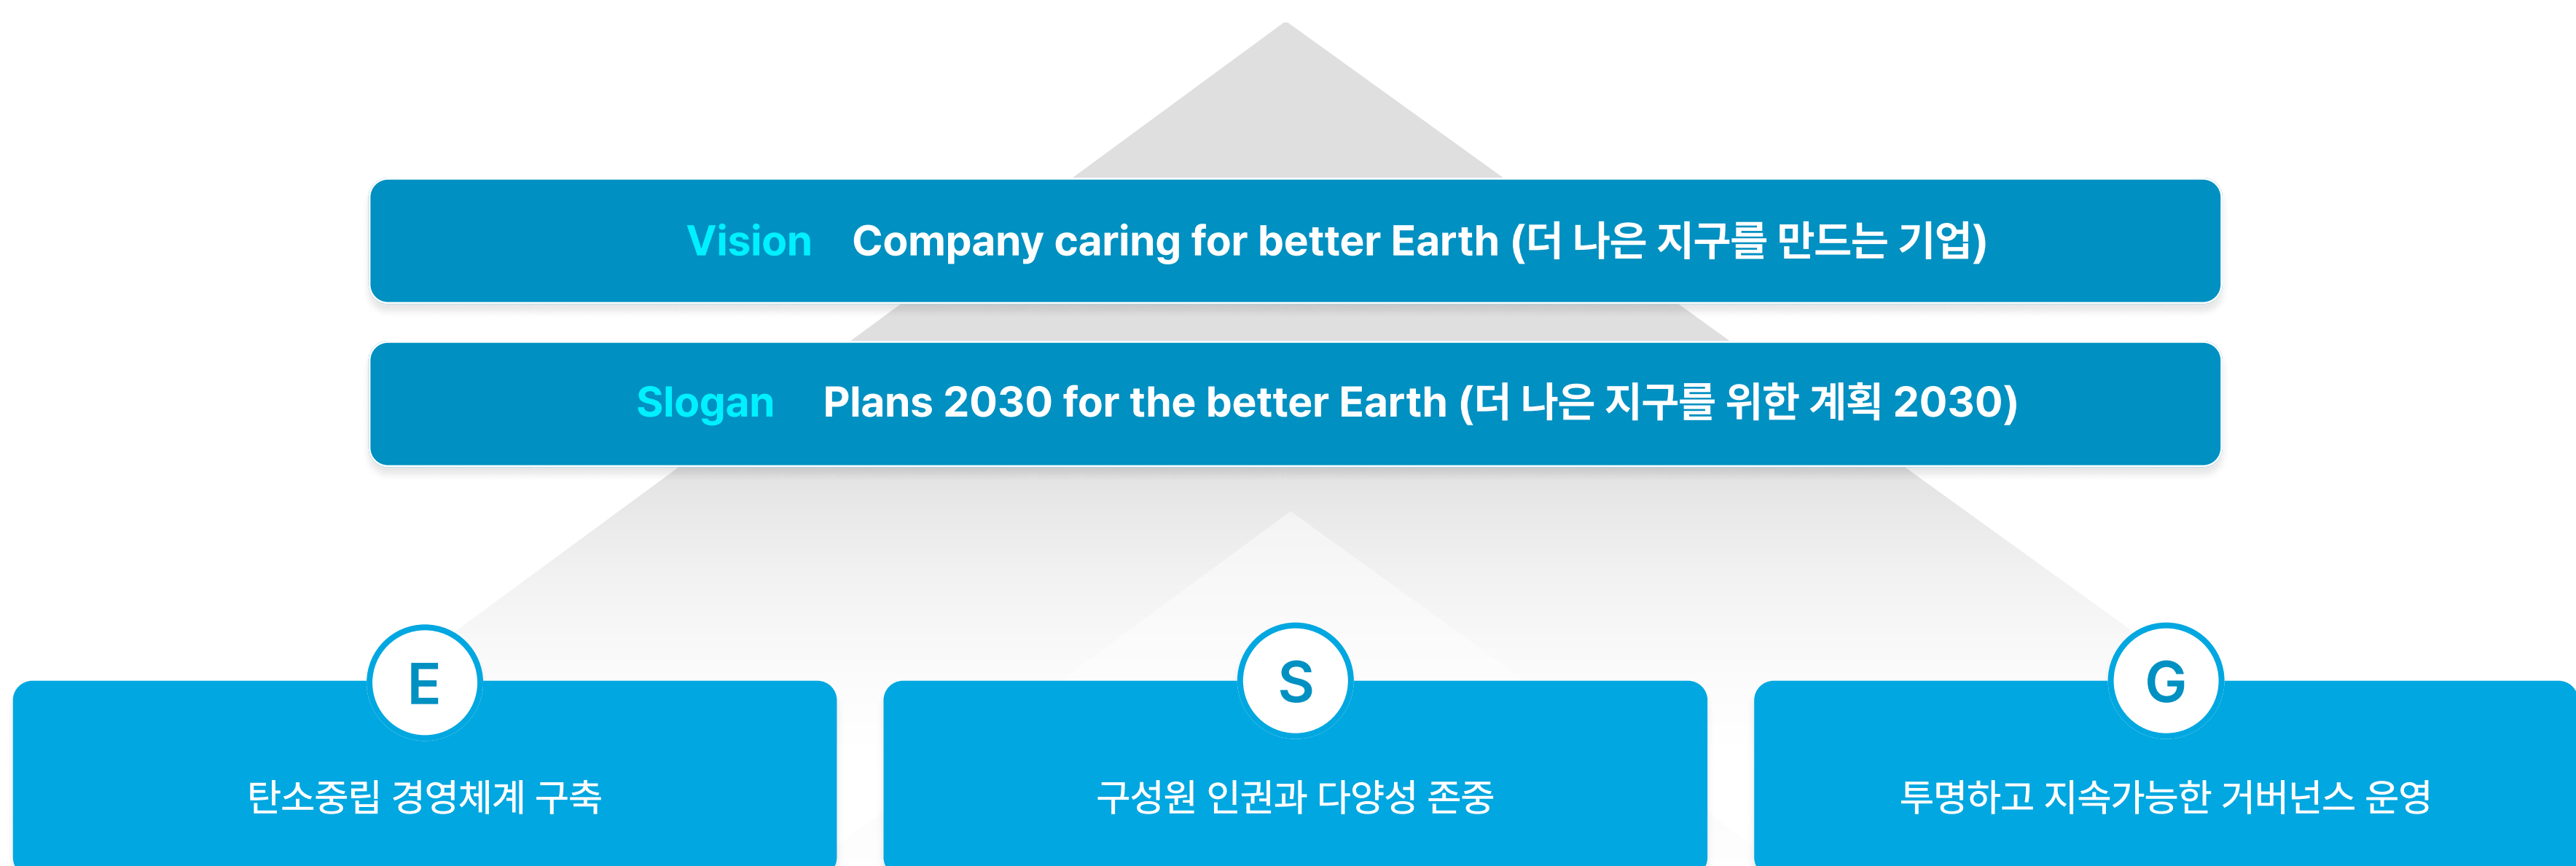 Vision Company caring for better Earth (더 나은 지구를 만드는 기업)
Slogan Plans 2030 for the better Earth (더 나은 지구를 위한 계획 2030)
E
탄소중립 경영체계 구축
S
구성원 인권과 다양성 존중
G
투명하고 지속가능한 거버넌스 운영